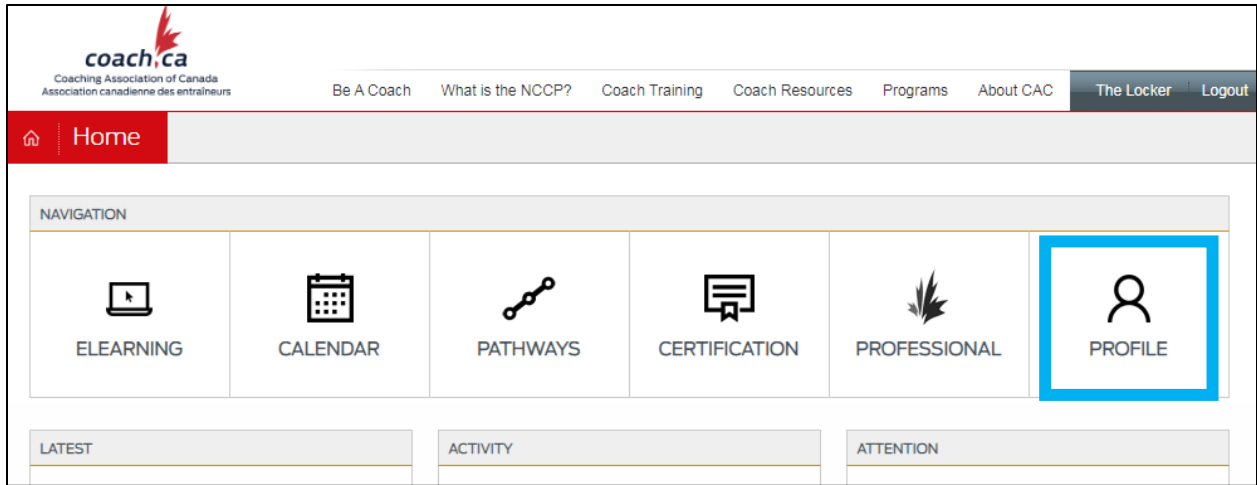 coach.ca
Coaching Association of Canada
Association canadienne des entraîneurs
Be A Coach What is the NCCP? Coach Training Coach Resources Programs About CAC The Locker Logout
Home
NAVIGATION
ELEARNING CALENDAR PATHWAYS CERTIFICATION PROFESSIONAL PROFILE
LATEST ACTIVITY ATTENTION